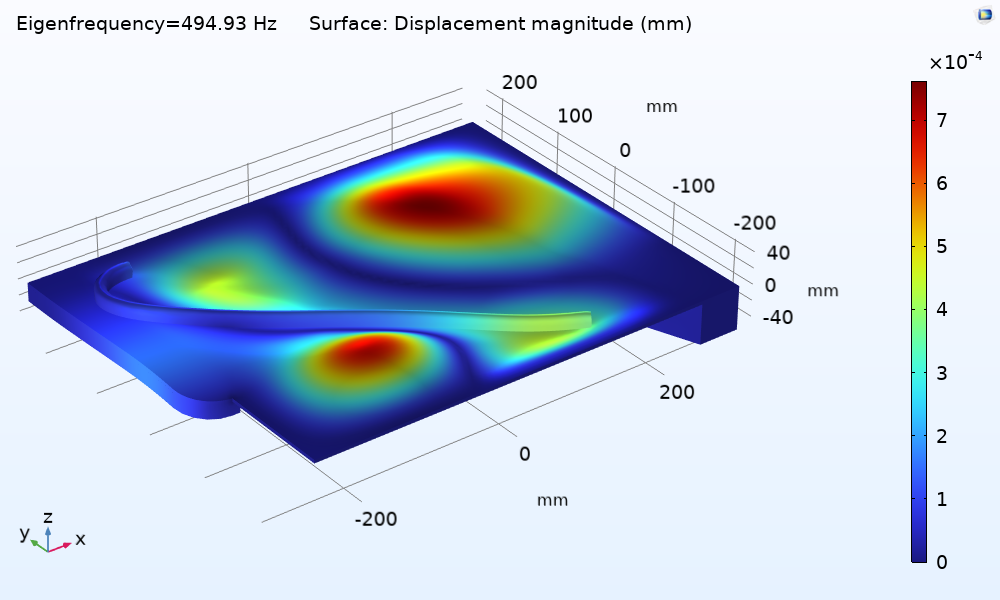 Eigenfrequency=494.93 Hz Surface: Displacement magnitude (mm)
×10⁻⁴
200
mm
100
0
-100
-200
40
0
mm
-40
200
0
mm
-200
7
6
5
4
3
2
1
0
z
y
x